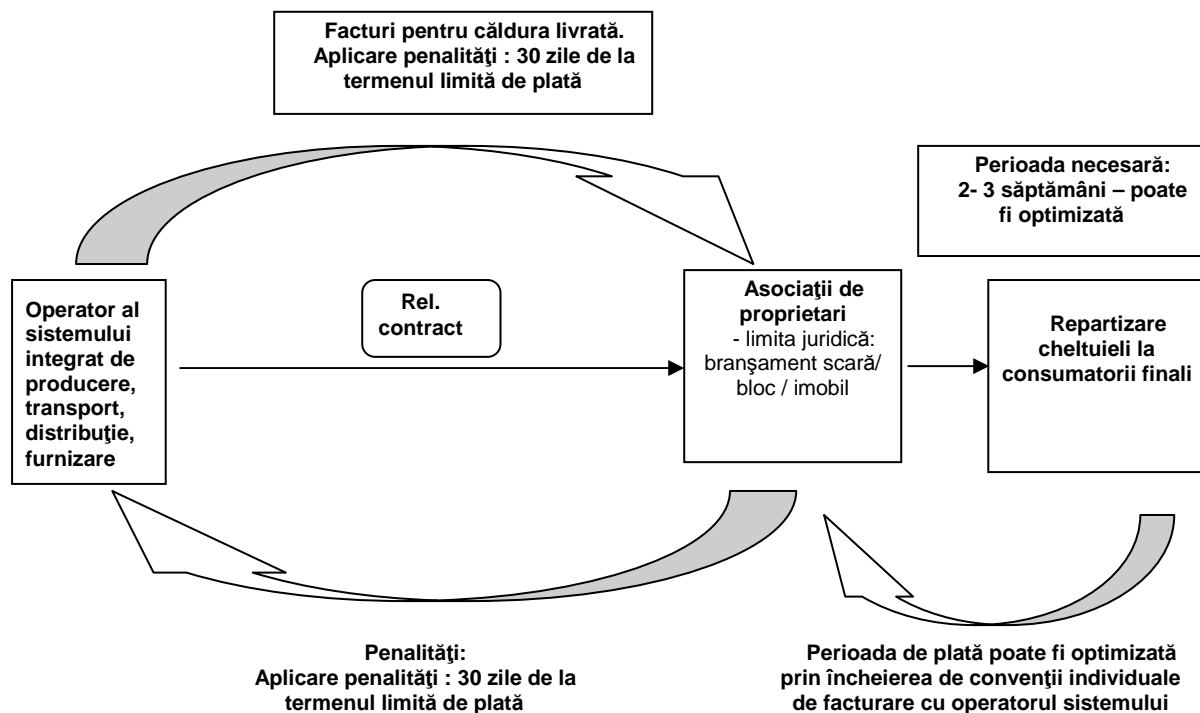 Facturi pentru căldura livrată.
Aplicare penalităţi : 30 zile de la
termenul limită de plată
Perioada necesară:
2- 3 săptămâni – poate
fi optimizată
Operator al
sistemului
integrat de
producere,
transport,
distribuţie,
furnizare
Rel.
contract
Asociaţii de
proprietari
- limita juridică:
branşament scară/
bloc / imobil
Repartizare
cheltuieli la
consumatorii finali
Penalităţi:
Aplicare penalităţi : 30 zile de la
termenul limită de plată
Perioada de plată poate fi optimizată
prin încheierea de convenţii individuale
de facturare cu operatorul sistemului